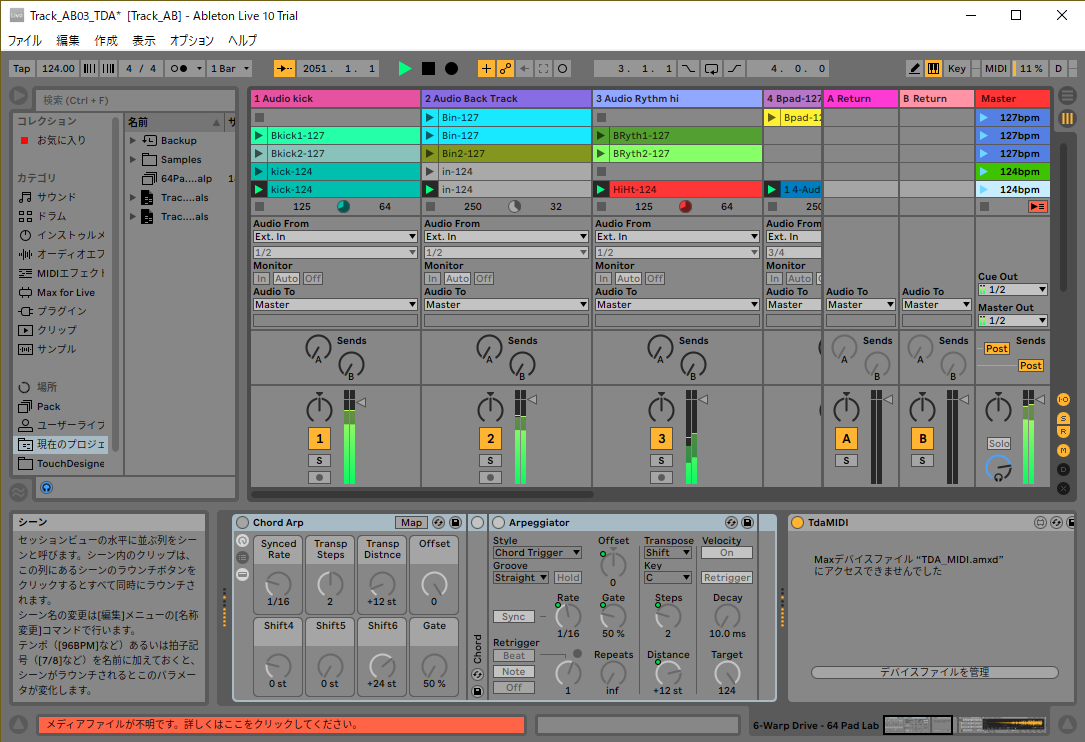 Track_AB03_TDA* [Track_AB] - Ableton Live 10 Trial
ファイル 編集 作成 表示 オプション ヘルプ
Tap 124.00 4 / 4 1 Bar 2051. 1. 1 3. 1. 1 4. 0. 0 Key MIDI 11 % D
検索 (Ctrl + F)
コレクション
お気に入り
カテゴリ
サウンド
ドラム
インストゥルメ
オーディオエフ
MIDIエフェクト
Max for Live
プラグイン
クリップ
サンプル
場所
Pack
ユーザーライブ
現在のプロジェ
TouchDesigne
名前 サ
Backup
Samples
64Pa....alp
Trac....als
Trac....als
1 Audio kick 2 Audio Back Track 3 Audio Rythm hi 4 Bpad-127 A Return B Return Master
Bin-127 Bpad-12 127bpm
Bkick1-127 Bin-127 BRyth1-127 127bpm
Bkick2-127 Bin2-127 BRyth2-127 127bpm
kick-124 in-124 124bpm
kick-124 in-124 HiHt-124 1 4-Aud 124bpm
125 64 250 32 125 64 250
Audio From Audio From Audio From Audio From
Ext. In Ext. In Ext. In Ext. In
1/2 1/2 1/2 3/4
Monitor Monitor Monitor Monitor
In Auto Off In Auto Off In Auto Off In Auto
Audio To Audio To Audio To Audio To Audio To Audio To
Master Master Master Master Master Master
Cue Out
1/2
Master Out
1/2
Sends Sends Sends Sends Sends Sends
A B A B A B A B A B
Post
Post
1 2 3 A B
S S S S S Solo
I·O
S
R
M
D
X
シーン
セッションビューの水平に並ぶ列をシー
ンと呼びます。シーン内のクリップは、
この列にあるシーンのラウンチボタンを
クリックするとすべて同時にラウンチさ
れます。
シーン名の変更は[編集]メニューの[名称
変更]コマンドで行います。
テンポ（[96BPM]など）あるいは拍子記
号（[7/8]など）を名前に加えておくと、
シーンがラウンチされるとこのパラメー
タが変化します。
Chord Arp Map
Synced Rate 1/16
Transp Steps 2
Transp Distnce +12 st
Offset 0
Shift4 0 st
Shift5 0 st
Shift6 +24 st
Gate 50 %
Chord
Arpeggiator
Style
Chord Trigger
Groove
Straight Hold
Offset
0
Transpose
Shift
Key
C
Velocity
On
Retrigger
Sync
Rate
1/16
Gate
50 %
Steps
2
Decay
10.0 ms
Retrigger
Beat
Note
Off
1
Repeats
inf
Distance
+12 st
Target
124
TdaMIDI
Maxデバイスファイル “TDA_MIDI.amxd”
にアクセスできませんでした
デバイスファイルを管理
メディアファイルが不明です。詳しくはここをクリックしてください。
6-Warp Drive - 64 Pad Lab